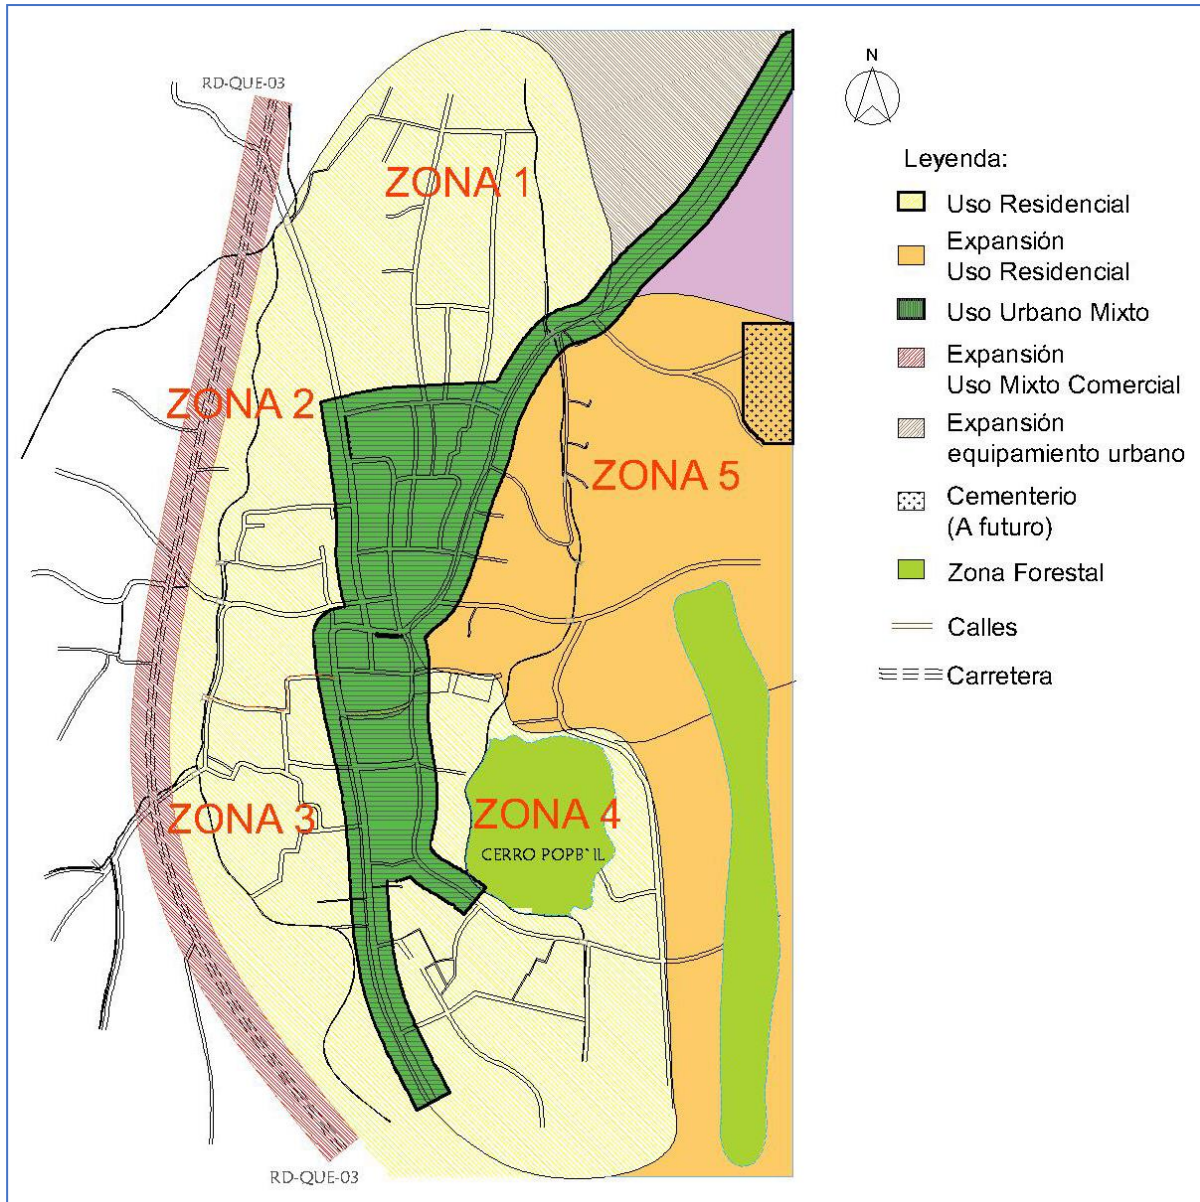 RD-QUE-03
N
ZONA 1
ZONA 2
ZONA 5
ZONA 3
ZONA 4
CERRO POPB`IL
RD-QUE-03
Leyenda:
Uso Residencial
Expansión
Uso Residencial
Uso Urbano Mixto
Expansión
Uso Mixto Comercial
Expansión
equipamiento urbano
Cementerio
(A futuro)
Zona Forestal
Calles
Carretera